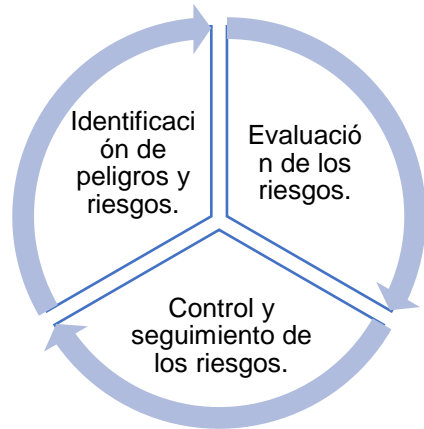 Identificaci
ón de
peligros y
riesgos.
Evaluació
n de los
riesgos.
Control y
seguimiento de
los riesgos.